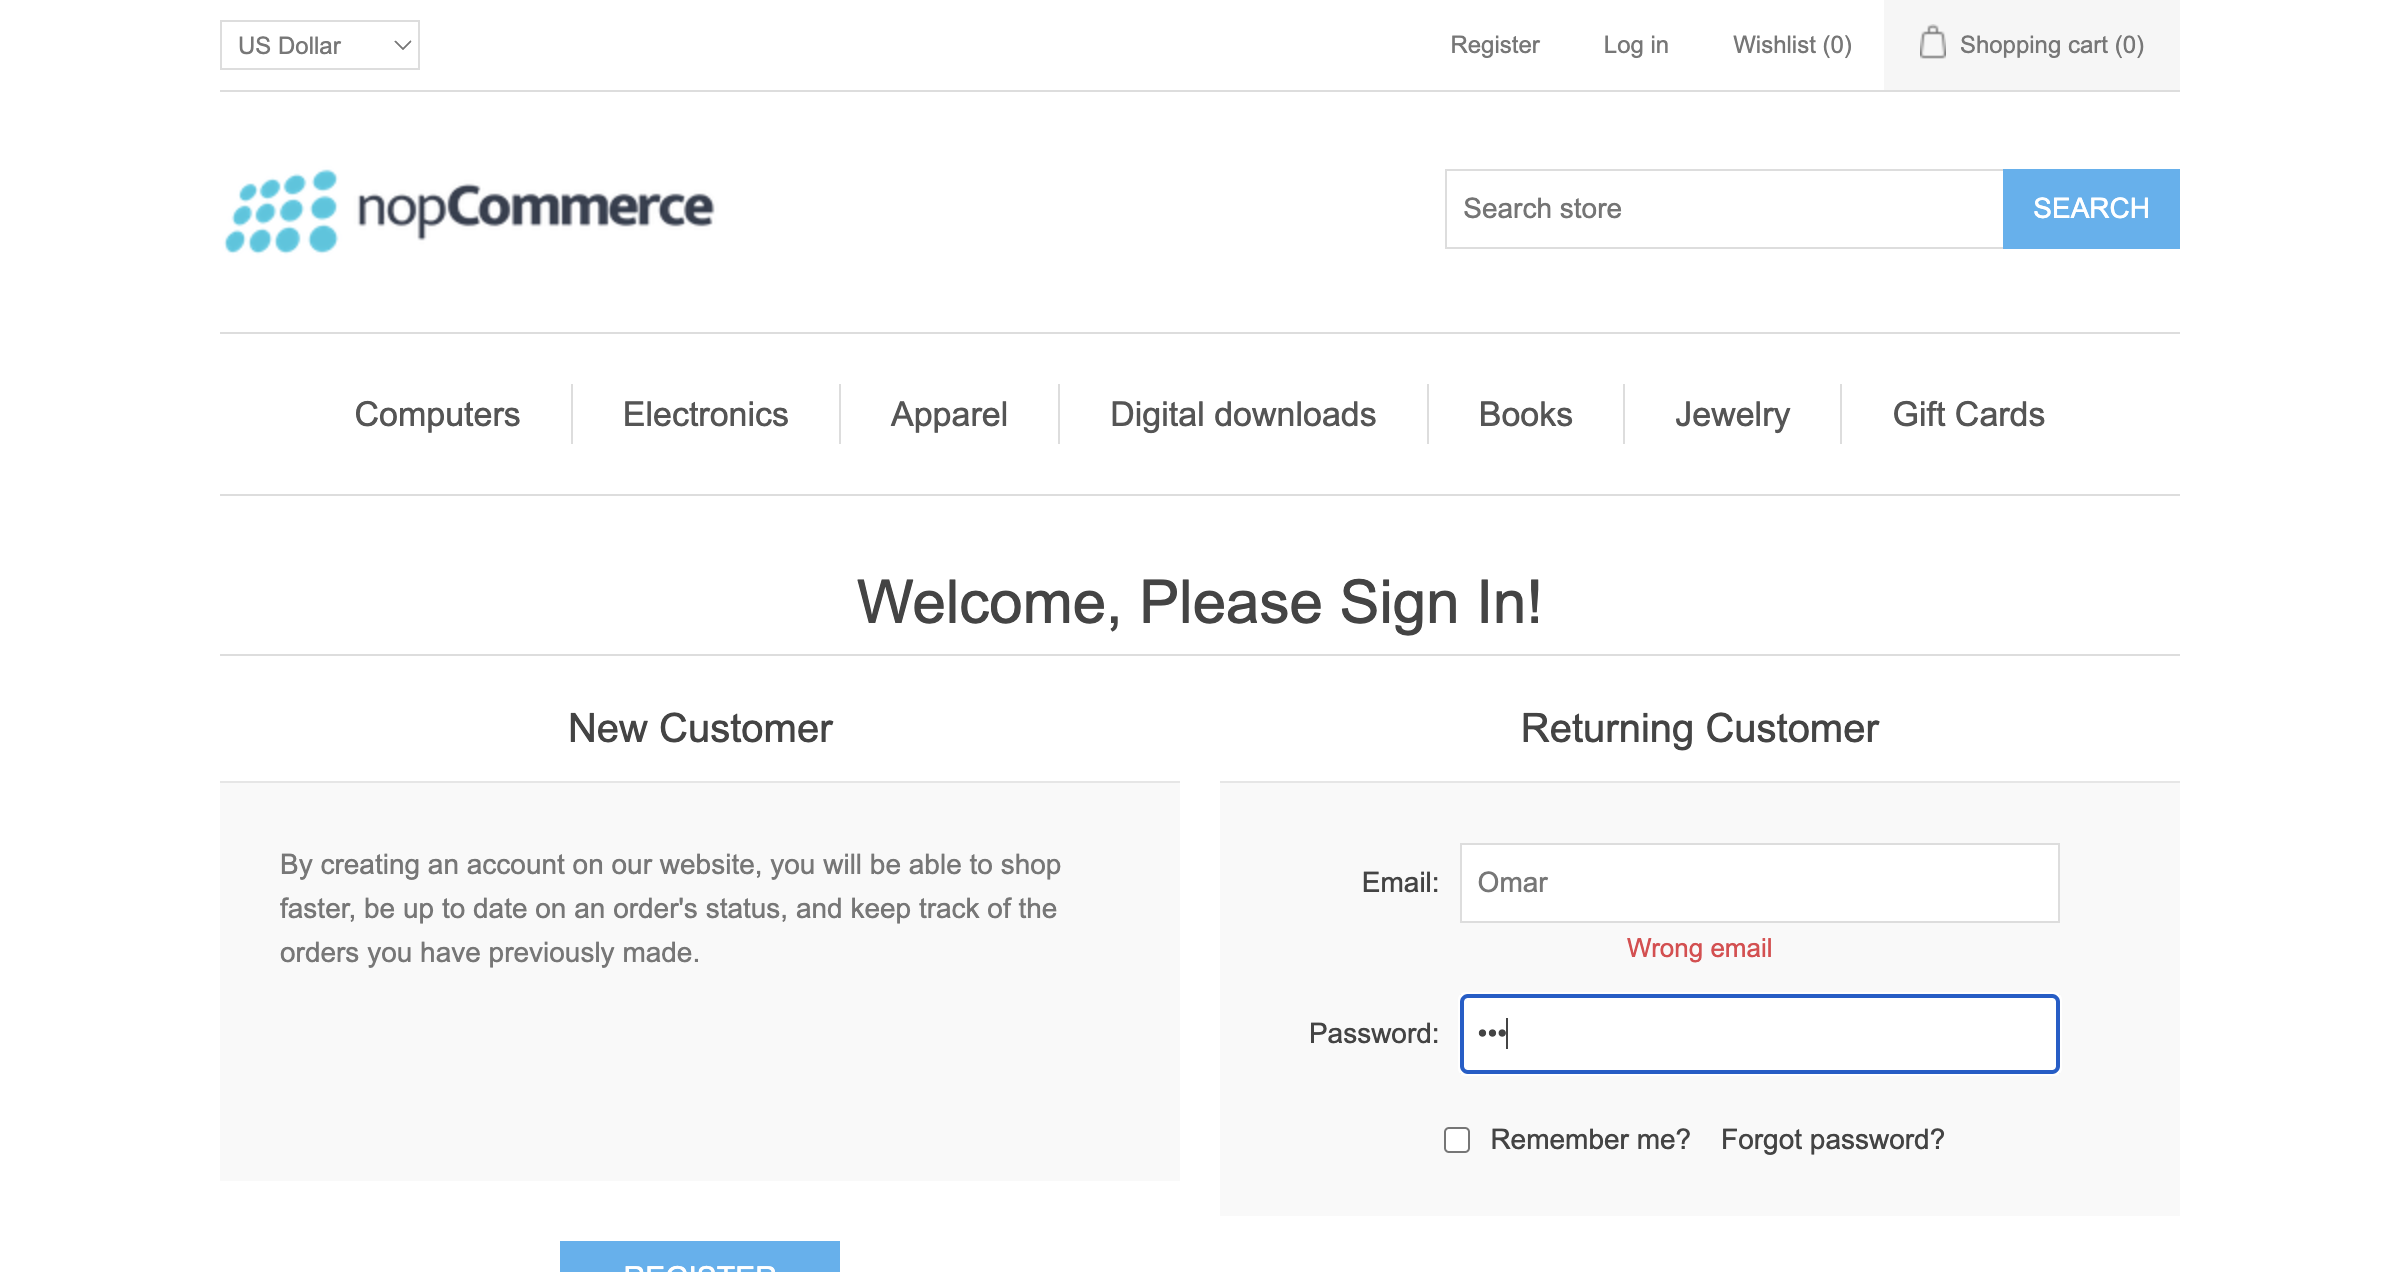 US Dollar
Register
Log in
Wishlist (0)
Shopping cart (0)
nopCommerce
Search store
SEARCH
Computers
Electronics
Apparel
Digital downloads
Books
Jewelry
Gift Cards
Welcome, Please Sign In!
New Customer
By creating an account on our website, you will be able to shop
faster, be up to date on an order's status, and keep track of the
orders you have previously made.
REGISTER
Returning Customer
Email:
Omar
Wrong email
Password:
•••
Remember me?
Forgot password?